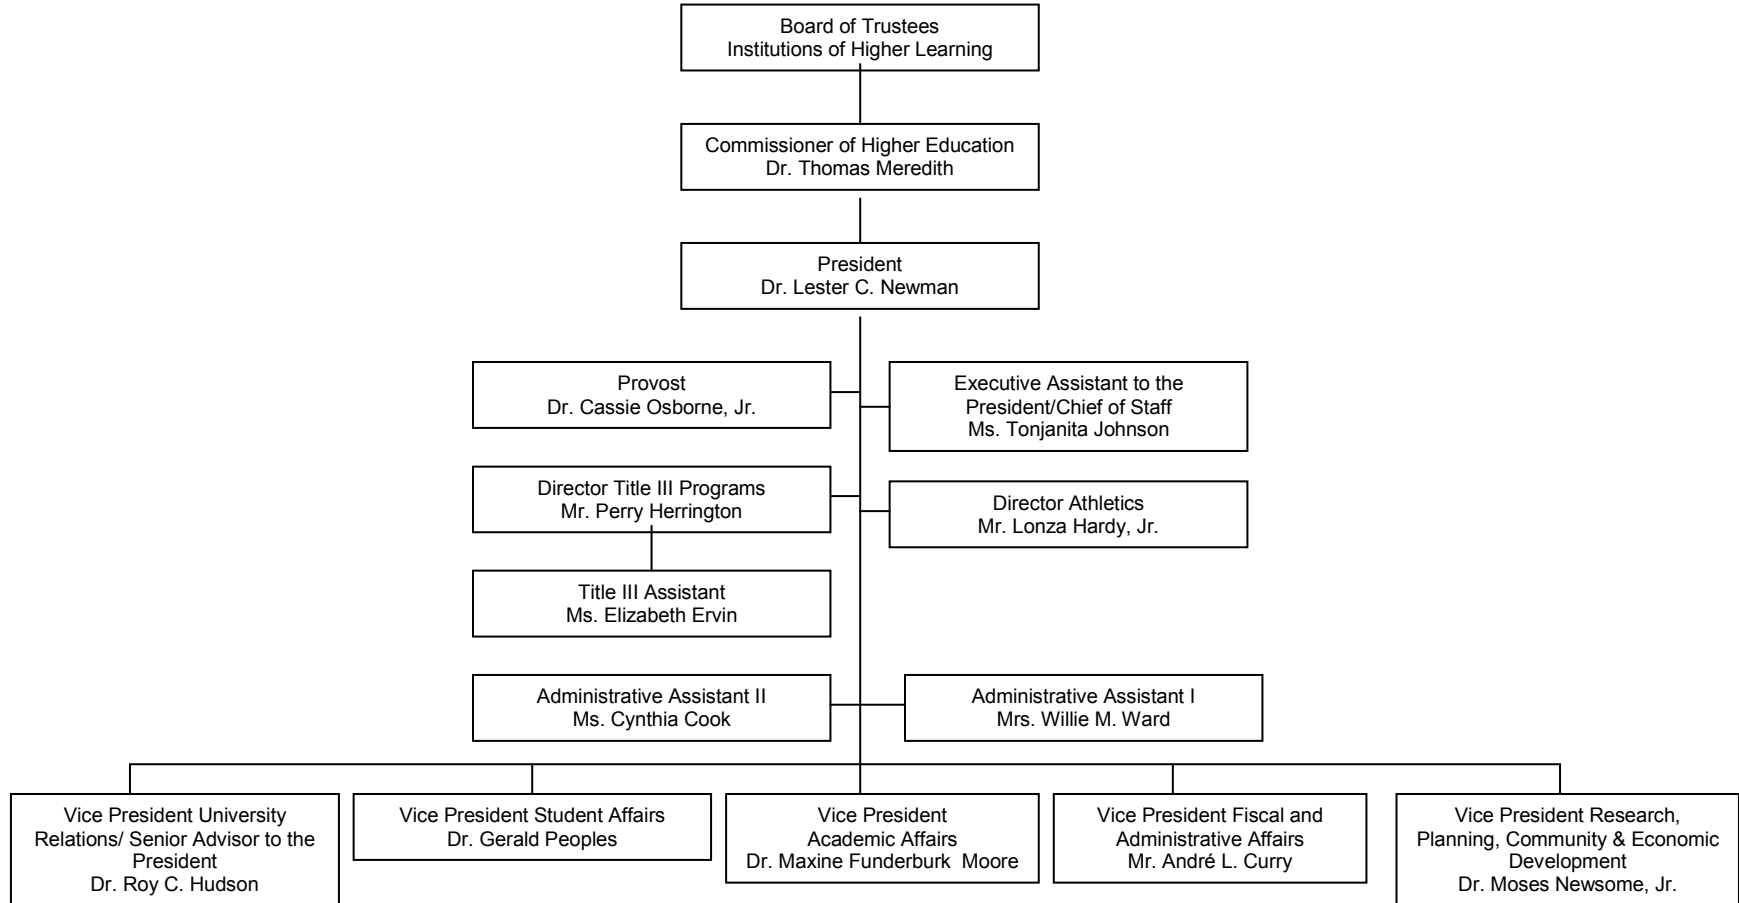 Board of Trustees
Institutions of Higher Learning
Commissioner of Higher Education
Dr. Thomas Meredith
President
Dr. Lester C. Newman
Provost
Dr. Cassie Osborne, Jr.
Executive Assistant to the
President/Chief of Staff
Ms. Tonjanita Johnson
Director Title III Programs
Mr. Perry Herrington
Director Athletics
Mr. Lonza Hardy, Jr.
Title III Assistant
Ms. Elizabeth Ervin
Administrative Assistant II
Ms. Cynthia Cook
Administrative Assistant I
Mrs. Willie M. Ward
Vice President University
Relations/ Senior Advisor to the
President
Dr. Roy C. Hudson
Vice President Student Affairs
Dr. Gerald Peoples
Vice President
Academic Affairs
Dr. Maxine Funderburk  Moore
Vice President Fiscal and
Administrative Affairs
Mr. André L. Curry
Vice President Research,
Planning, Community & Economic
Development
Dr. Moses Newsome, Jr.